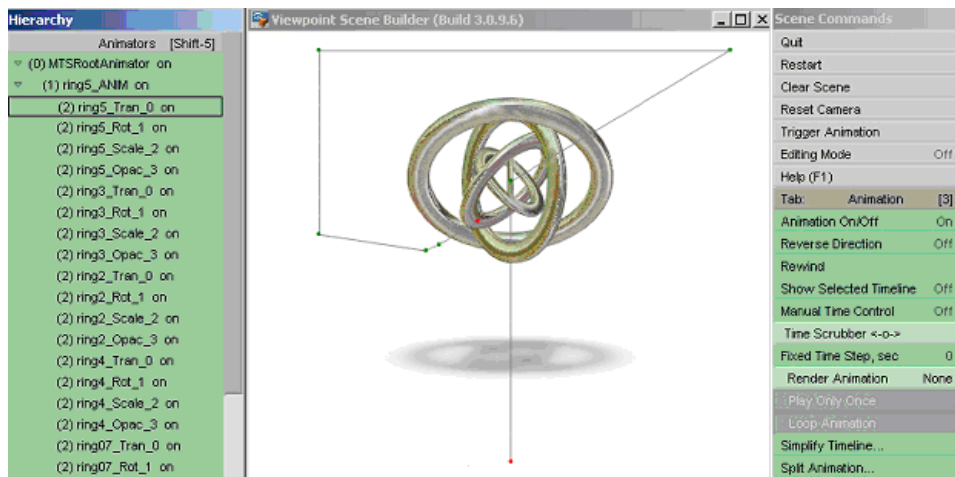 Hierarchy
Animators [Shift-5]
(0) MTSRootAnimator on
(1) ring5_ANIM on
(2) ring5_Tran_0 on
(2) ring5_Rot_1 on
(2) ring5_Scale_2 on
(2) ring5_Opac_3 on
(2) ring3_Tran_0 on
(2) ring3_Rot_1 on
(2) ring3_Scale_2 on
(2) ring3_Opac_3 on
(2) ring2_Tran_0 on
(2) ring2_Rot_1 on
(2) ring2_Scale_2 on
(2) ring2_Opac_3 on
(2) ring4_Tran_0 on
(2) ring4_Rot_1 on
(2) ring4_Scale_2 on
(2) ring4_Opac_3 on
(2) ring07_Tran_0 on
(2) ring07_Rot_1 on
Viewpoint Scene Builder (Build 3.0.9.6)
Scene Commands
Quit
Restart
Clear Scene
Reset Camera
Trigger Animation
Editing Mode Off
Help (F1)
Tab: Animation [3]
Animation On/Off On
Reverse Direction Off
Rewind
Show Selected Timeline Off
Manual Time Control Off
Time Scrubber <-o->
Fixed Time Step, sec 0
Render Animation None
Play Only Once
Loop Animation
Simplify Timeline...
Split Animation...